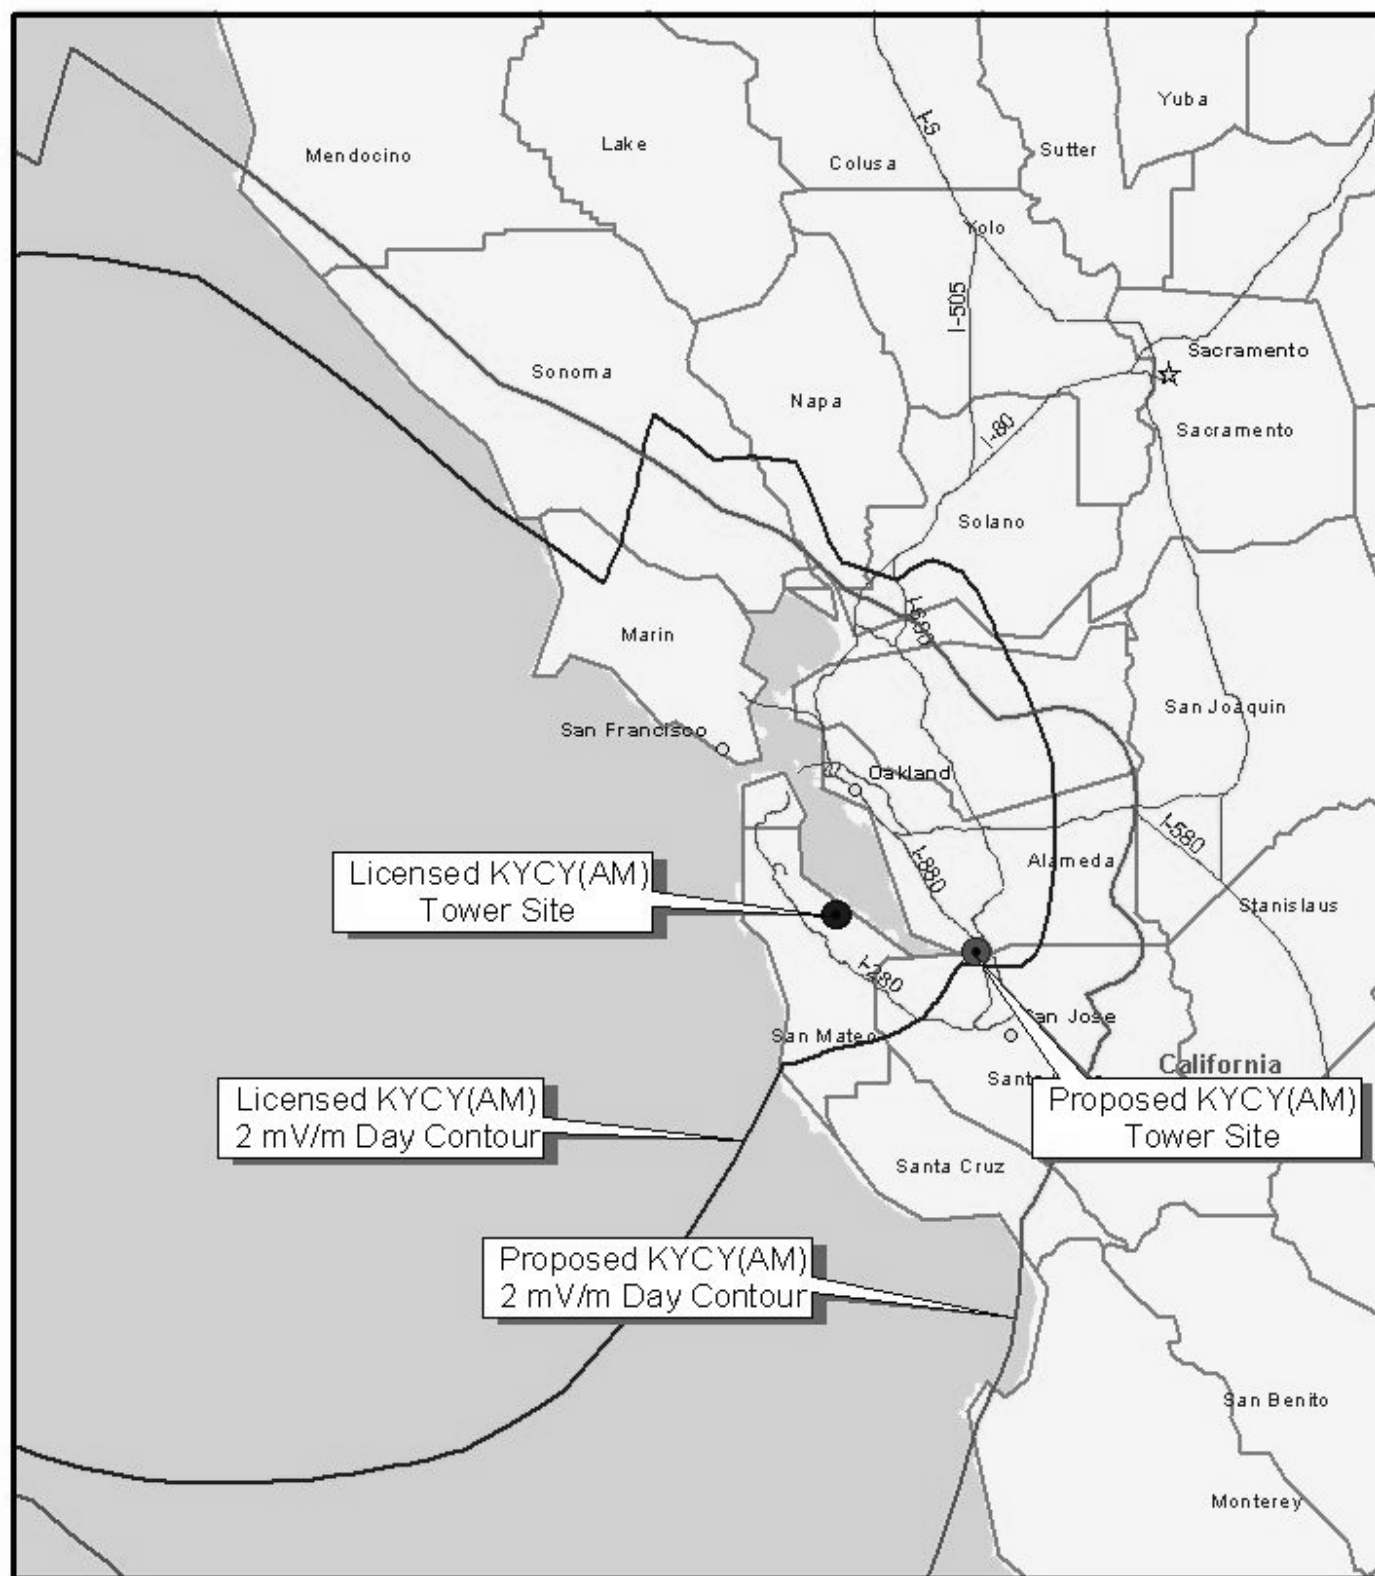 Yuba
I-5
Lake
Sutter
Mendocino
Colusa
Yolo
I-505
Sacramento
Sonoma
Napa
I-80
Sacramento
Solano
I-680
Marin
San Joaquin
San Francisco
Oakland
I-580
Licensed KYCY(AM)
Tower Site
I-880
Alameda
Stanislaus
I-280
San Jose
San Mateo
California
Licensed KYCY(AM)
2 mV/m Day Contour
Proposed KYCY(AM)
Tower Site
Santa Cruz
Proposed KYCY(AM)
2 mV/m Day Contour
San Benito
Monterey